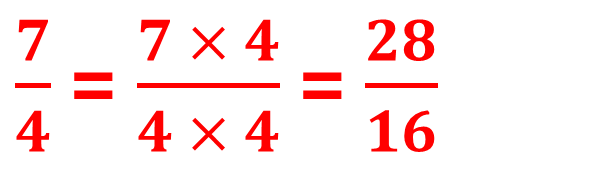 7/4 = 7 × 4/4 × 4 = 28/16